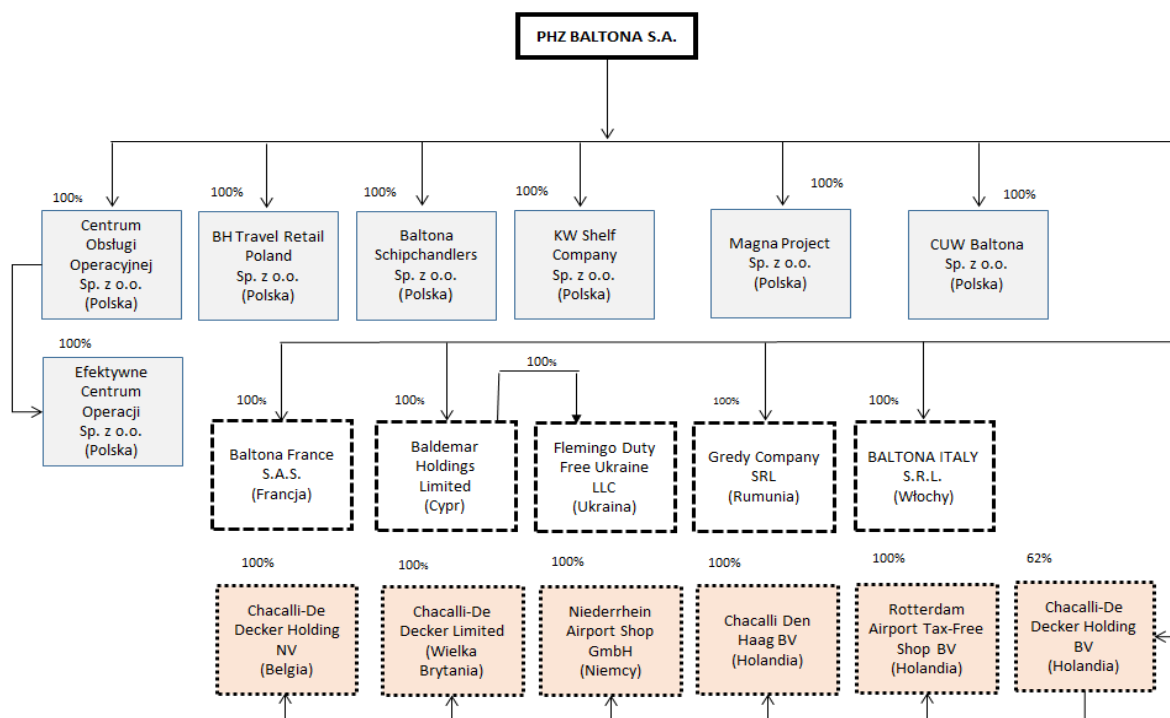 PHZ BALTONA S.A.
100%
100%
100%
100%
100%
100%
Centrum
Obsługi
Operacyjnej
Sp. z o.o.
(Polska)
BH Travel Retail
Poland
Sp. z o.o.
(Polska)
Baltona
Schipchandlers
Sp. z o.o.
(Polska)
KW Shelf
Company
Sp. z o.o.
(Polska)
Magna Project
Sp. z o.o.
(Polska)
CUW Baltona
Sp. z o.o.
(Polska)
100%
Efektywne
Centrum
Operacji
Sp. z o.o.
(Polska)
100%
100%
100%
100%
100%
Baltona France
S.A.S.
(Francja)
Baldemar
Holdings
Limited
(Cypr)
Flemingo Duty
Free Ukraine
LLC
(Ukraina)
Gredy Company
SRL
(Rumunia)
BALTONA ITALY
S.R.L.
(Włochy)
100%
100%
100%
100%
100%
62%
Chacalli-De
Decker Holding
NV
(Belgia)
Chacalli-De
Decker Limited
(Wielka
Brytania)
Niederrhein
Airport Shop
GmbH
(Niemcy)
Chacalli Den
Haag BV
(Holandia)
Rotterdam
Airport Tax-Free
Shop BV
(Holandia)
Chacalli-De
Decker Holding
BV
(Holandia)